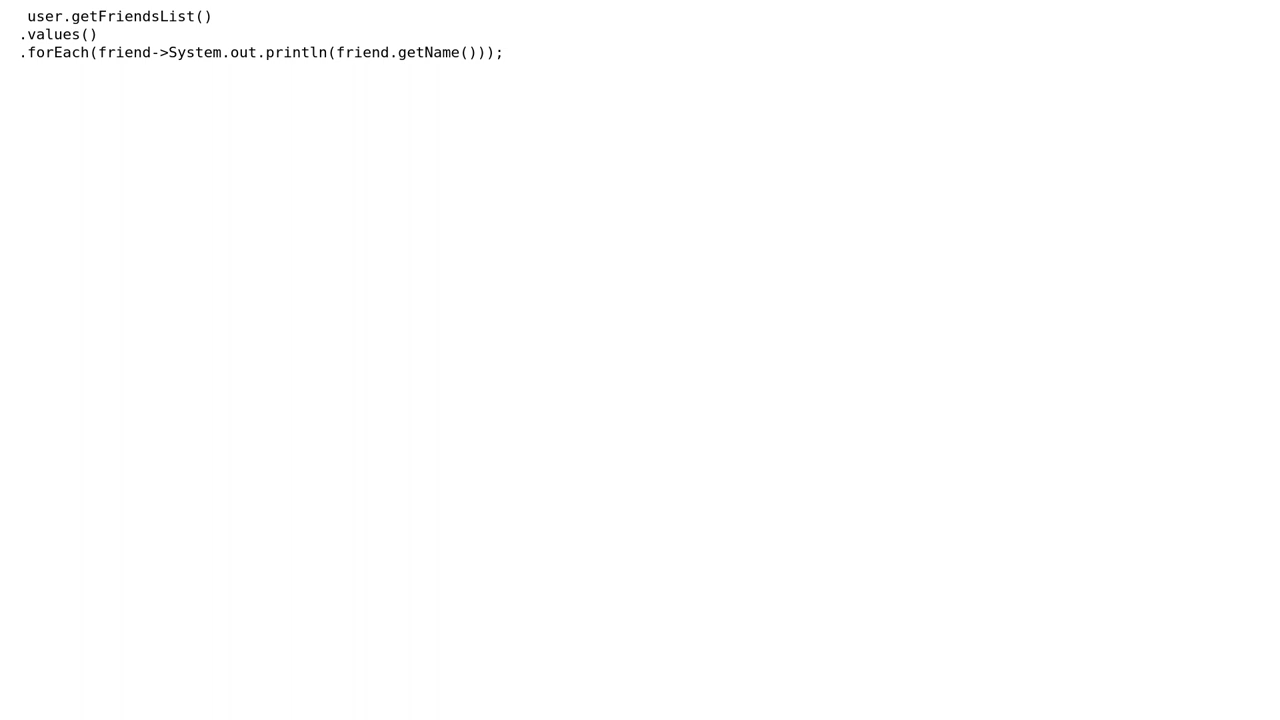 user.getFriendsList()
.values()
.forEach(friend->System.out.println(friend.getName()));